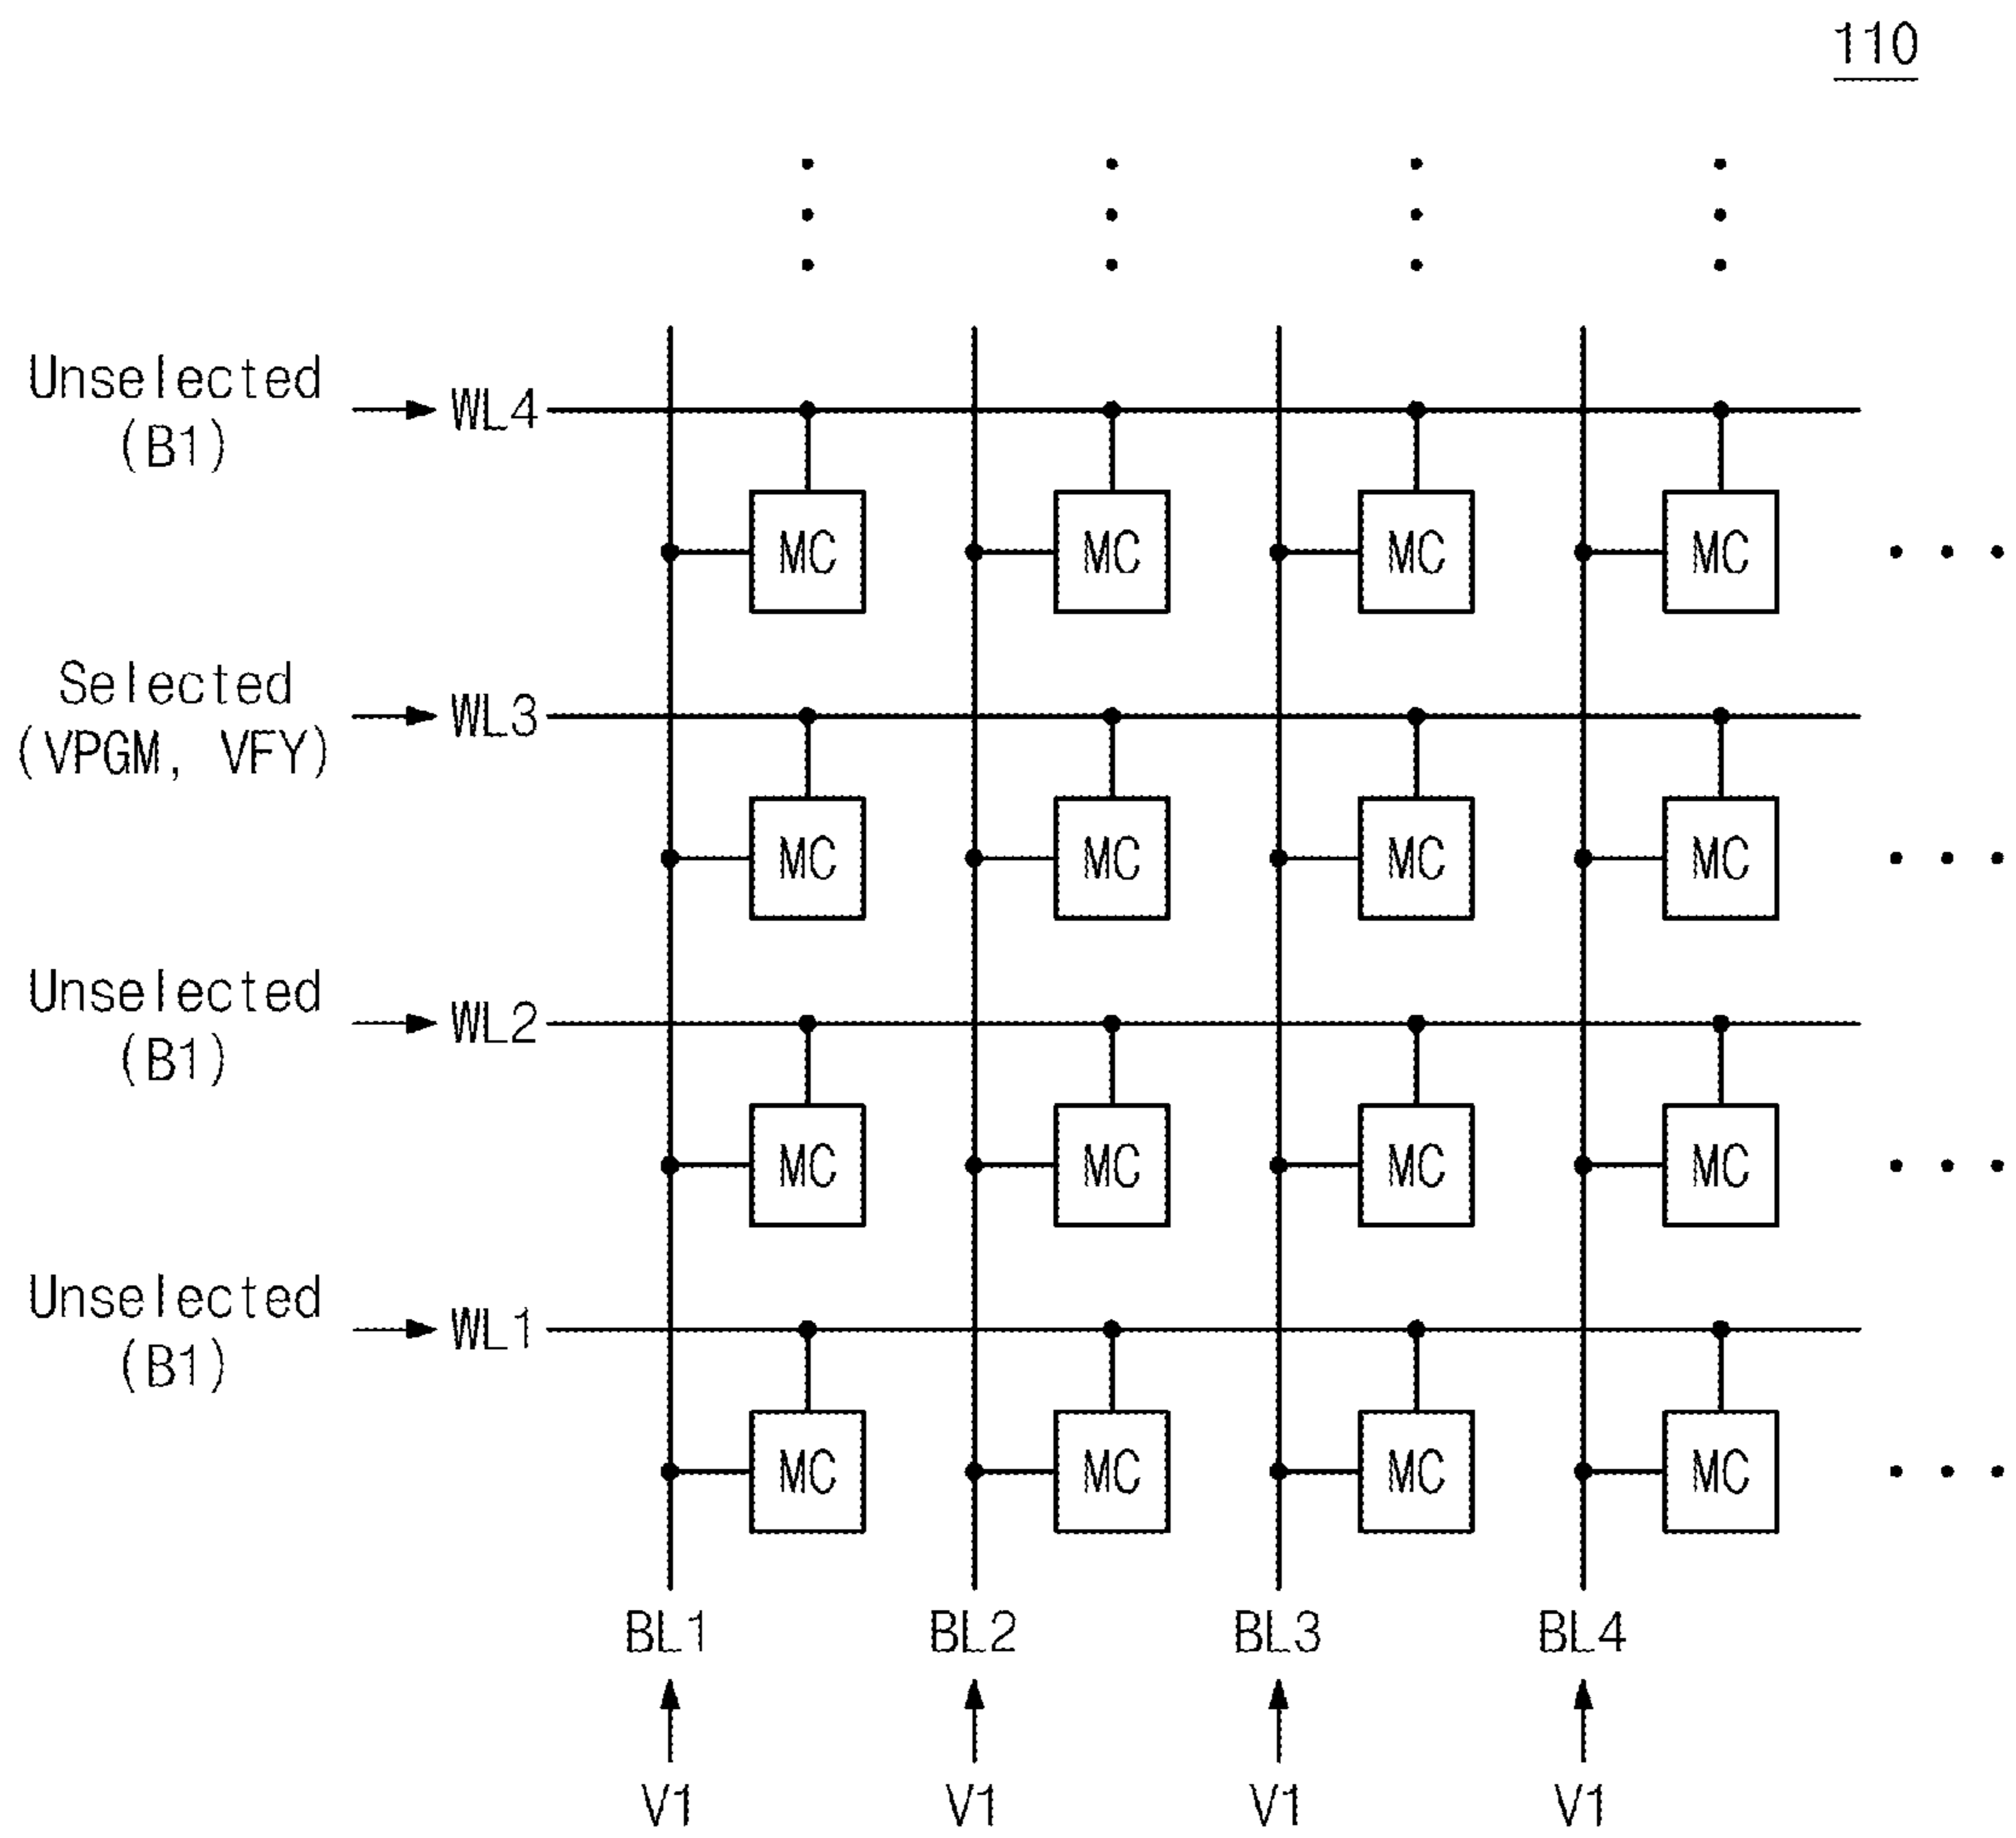 110
Unselected
(B1)
WL4
MC MC MC MC
Selected
(VPGM, VFY)
WL3
MC MC MC MC
Unselected
(B1)
WL2
MC MC MC MC
Unselected
(B1)
WL1
MC MC MC MC
BL1 BL2 BL3 BL4
V1 V1 V1 V1